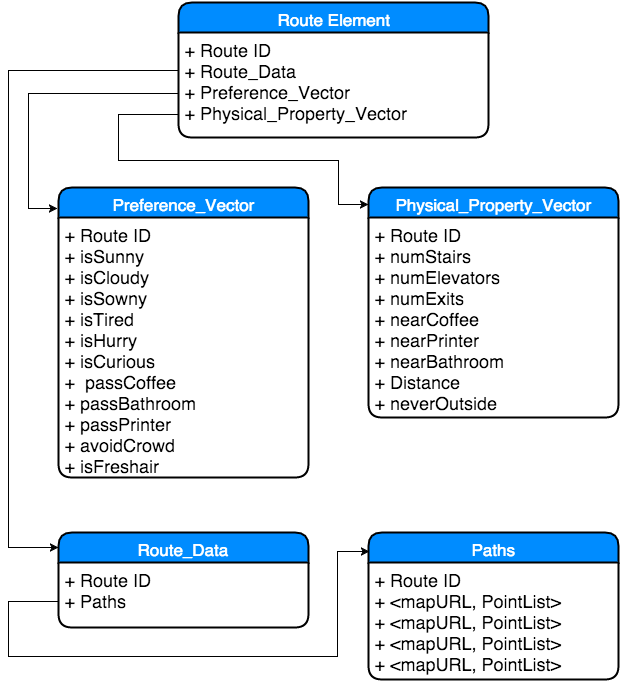 Route Element
+ Route ID
+ Route_Data
+ Preference_Vector
+ Physical_Property_Vector
Preference_Vector
+ Route ID
+ isSunny
+ isCloudy
+ isSowny
+ isTired
+ isHurry
+ isCurious
+ passCoffee
+ passBathroom
+ passPrinter
+ avoidCrowd
+ isFreshair
Physical_Property_Vector
+ Route ID
+ numStairs
+ numElevators
+ numExits
+ nearCoffee
+ nearPrinter
+ nearBathroom
+ Distance
+ neverOutside
Route_Data
+ Route ID
+ Paths
Paths
+ Route ID
+ <mapURL, PointList>
+ <mapURL, PointList>
+ <mapURL, PointList>
+ <mapURL, PointList>